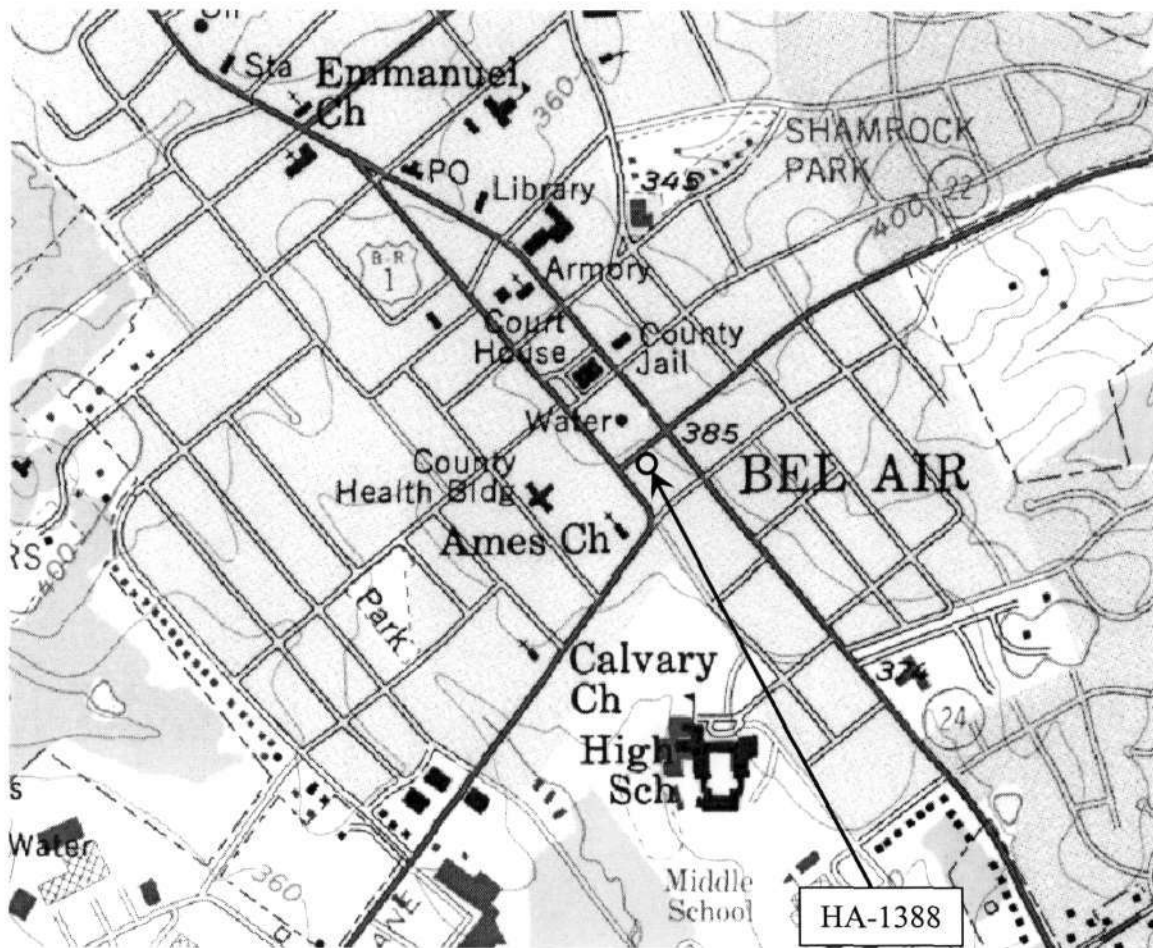 Sta
Emmanuel
Ch
360
SHAMROCK
PARK
PO
345
Library
22
400
B-R
1
Armory
Court
House
County
Jail
Water
385
County
Health Bldg
BEL AIR
Ames Ch
RS
400
Park
Calvary
Ch
374
High
Sch
24
s
Water
360
AVE
Middle
School
HA-1388